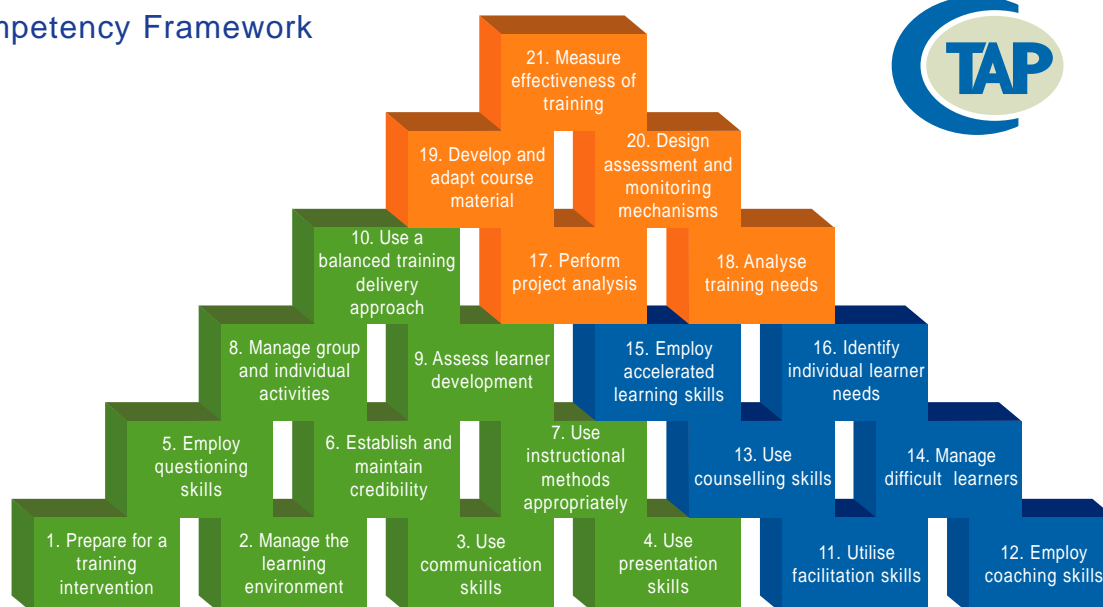 mpetency Framework
TAP
21. Measure
effectiveness of
training
19. Develop and
adapt course
material
20. Design
assessment and
monitoring
mechanisms
10. Use a
balanced training
delivery
approach
17. Perform
project analysis
18. Analyse
training needs
8. Manage group
and individual
activities
9. Assess learner
development
15. Employ
accelerated
learning skills
16. Identify
individual learner
needs
5. Employ
questioning
skills
6. Establish and
maintain
credibility
7. Use
instructional
methods
appropriately
13. Use
counselling skills
14. Manage
difficult learners
1. Prepare for a
training
intervention
2. Manage the
learning
environment
3. Use
communication
skills
4. Use
presentation
skills
11. Utilise
facilitation skills
12. Employ
coaching skills